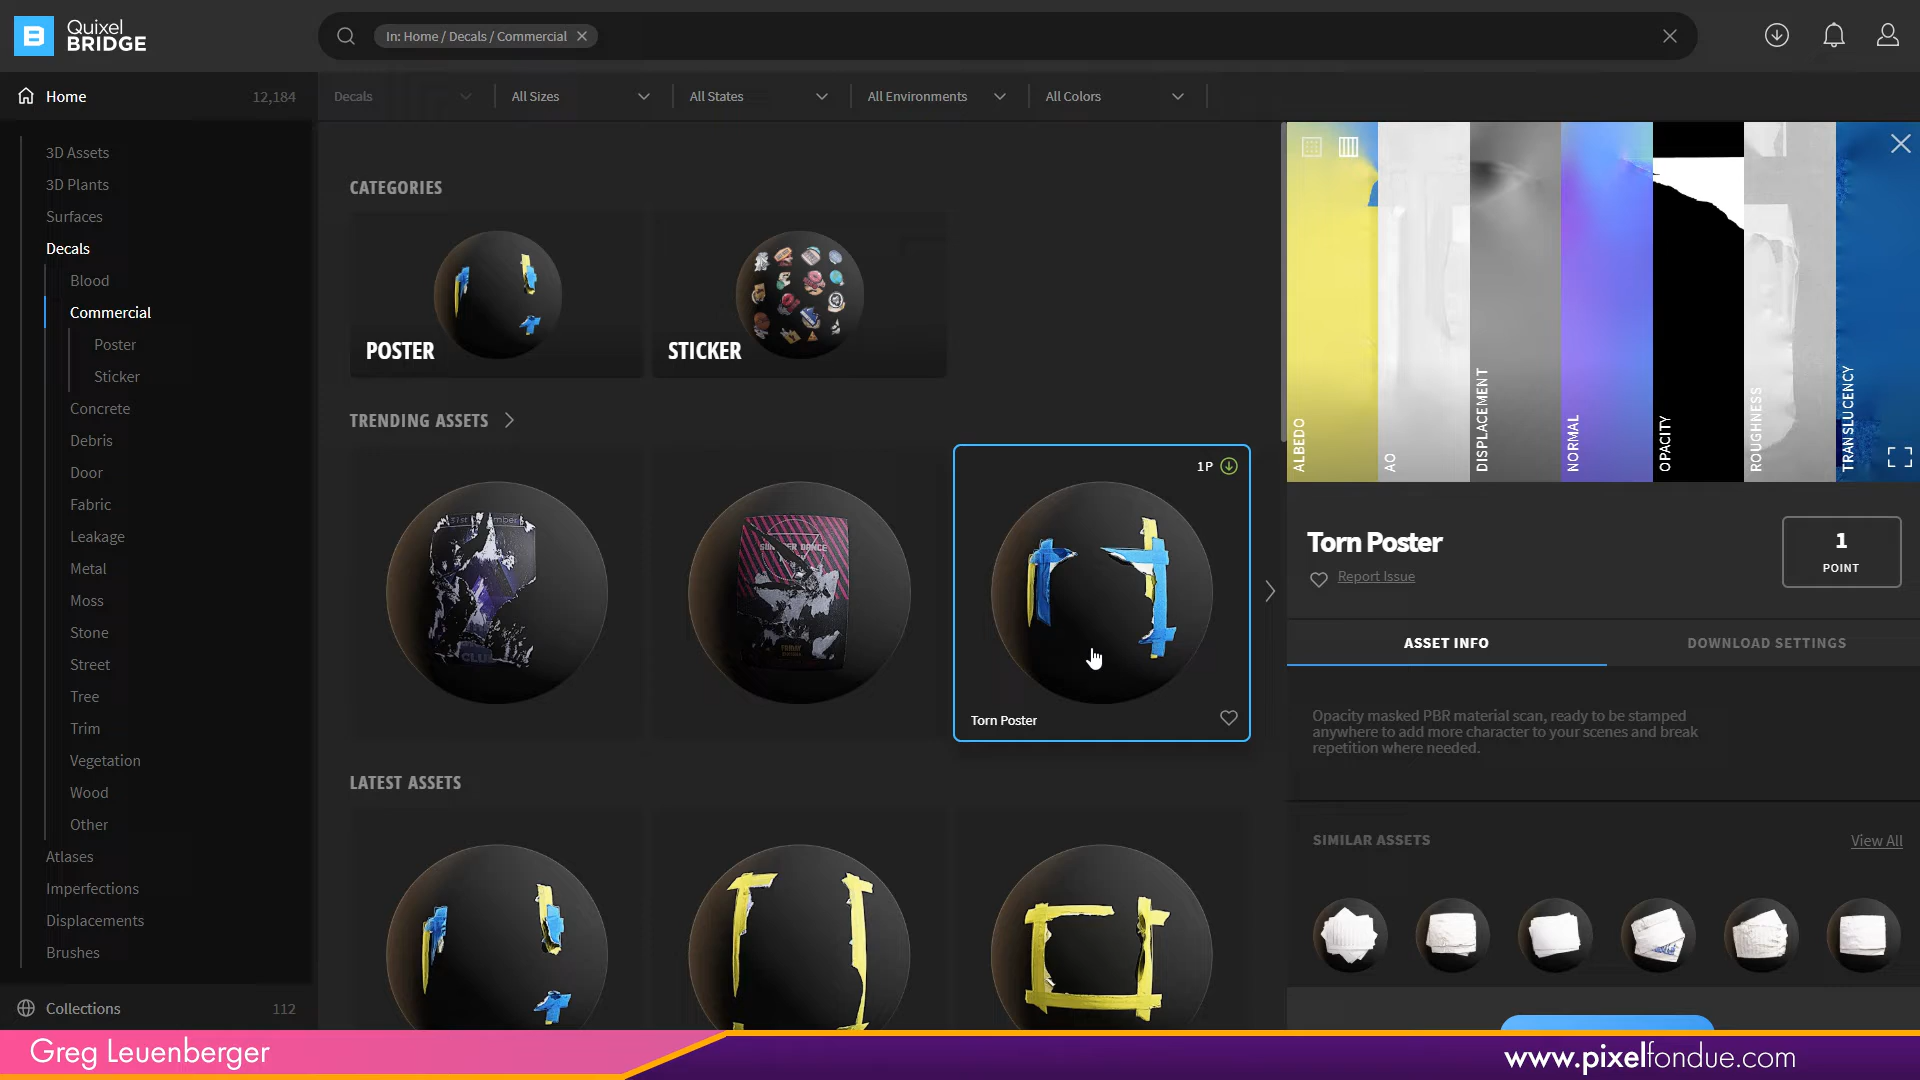 B Quixel
BRIDGE
In: Home / Decals / Commercial
Home 12,184
Decals All Sizes All States All Environments All Colors
3D Assets
3D Plants
Surfaces
Decals
Blood
Commercial
Poster
Sticker
Concrete
Debris
Door
Fabric
Leakage
Metal
Moss
Stone
Street
Tree
Trim
Vegetation
Wood
Other
Atlases
Imperfections
Displacements
Brushes
Collections 112
CATEGORIES
POSTER
STICKER
TRENDING ASSETS
31st
CLUB
SUMMER DANCE
FRIDAY
1P
Torn Poster
LATEST ASSETS
ALBEDO
AO
DISPLACEMENT
NORMAL
OPACITY
ROUGHNESS
TRANSLUCENCY
Torn Poster
Report Issue
1
POINT
ASSET INFO DOWNLOAD SETTINGS
Opacity masked PBR material scan, ready to be stamped
anywhere to add more character to your scenes and break
repetition where needed.
SIMILAR ASSETS View All
Greg Leuenberger
www.pixelfondue.com